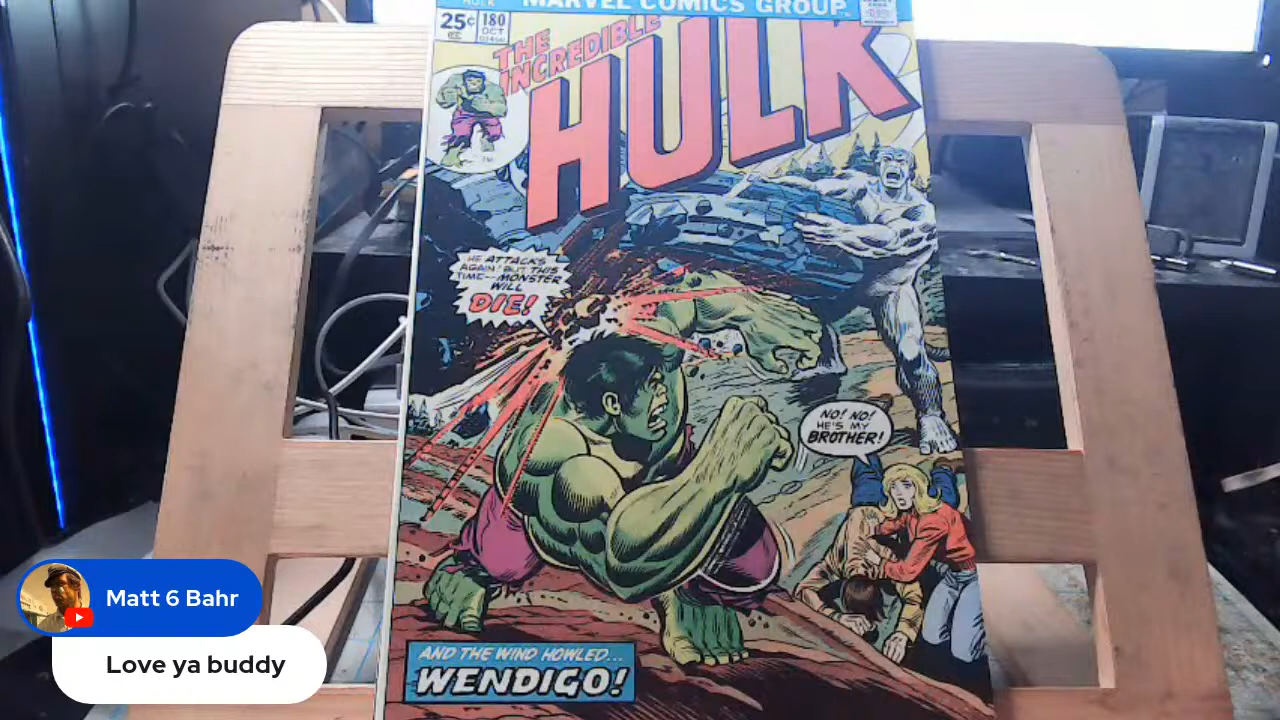 HULK
MARVEL COMICS GROUP
25¢
180
OCT
THE
INCREDIBLE
HULK
HE ATTACKS
AGAIN! BUT THIS
TIME--MONSTER
WILL
DIE!
NO! NO!
HE'S MY
BROTHER!
Matt 6 Bahr
Love ya buddy
AND THE WIND HOWLED...
WENDIGO!